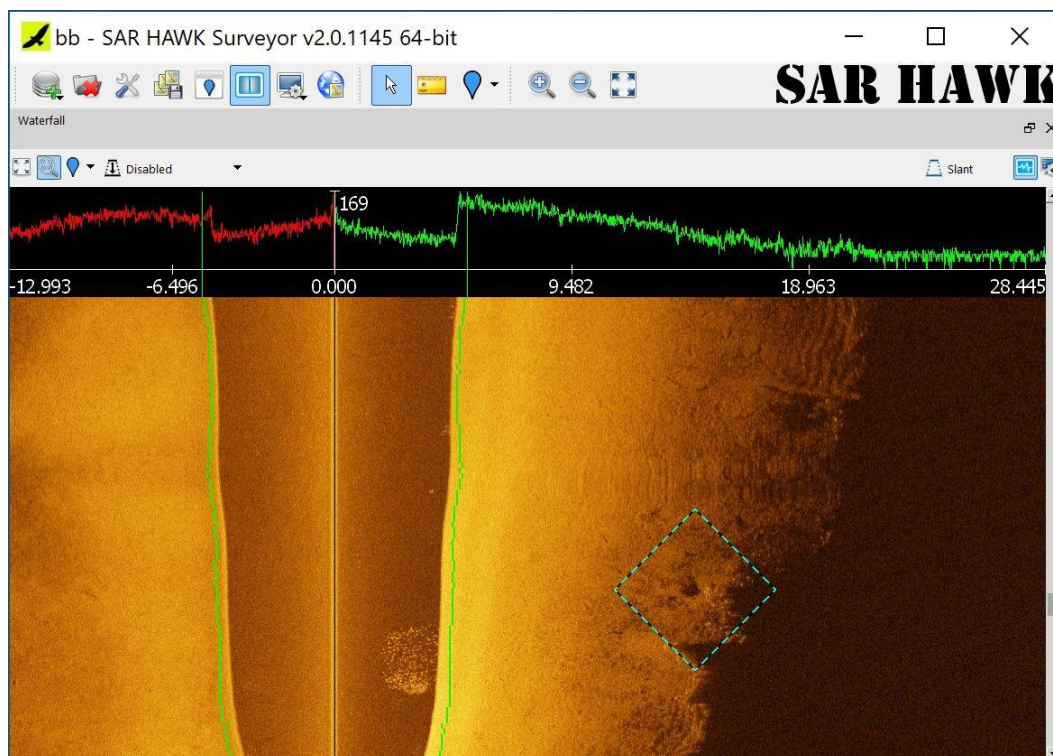 bb - SAR HAWK Surveyor v2.0.1145 64-bit
SAR HAWK
Waterfall
Disabled
Slant
169
-12.993 -6.496 0.000 9.482 18.963 28.445